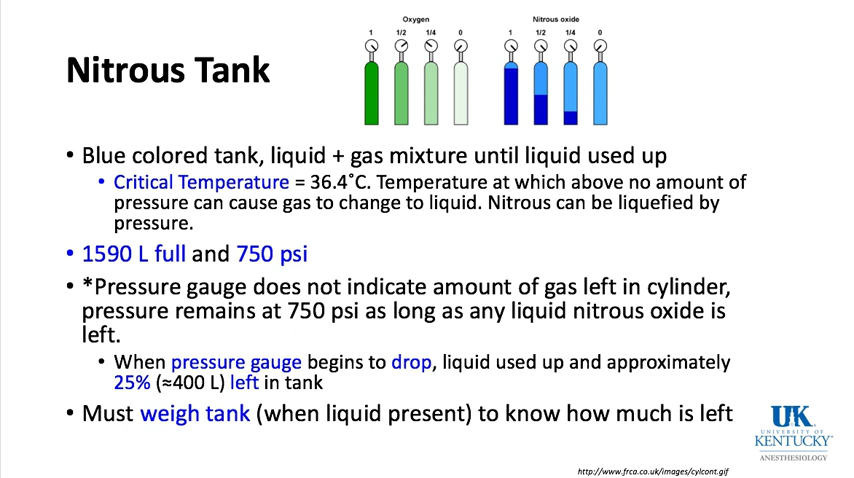 Oxygen Nitrous oxide
1 1/2 1/4 0 1 1/2 1/4 0
Nitrous Tank
• Blue colored tank, liquid + gas mixture until liquid used up
• Critical Temperature = 36.4˚C. Temperature at which above no amount of
pressure can cause gas to change to liquid. Nitrous can be liquefied by
pressure.
• 1590 L full and 750 psi
• *Pressure gauge does not indicate amount of gas left in cylinder,
pressure remains at 750 psi as long as any liquid nitrous oxide is
left.
• When pressure gauge begins to drop, liquid used up and approximately
25% (≈400 L) left in tank
• Must weigh tank (when liquid present) to know how much is left
UK
UNIVERSITY OF
KENTUCKY
ANESTHESIOLOGY
http://www.frca.co.uk/images/cylcont.gif